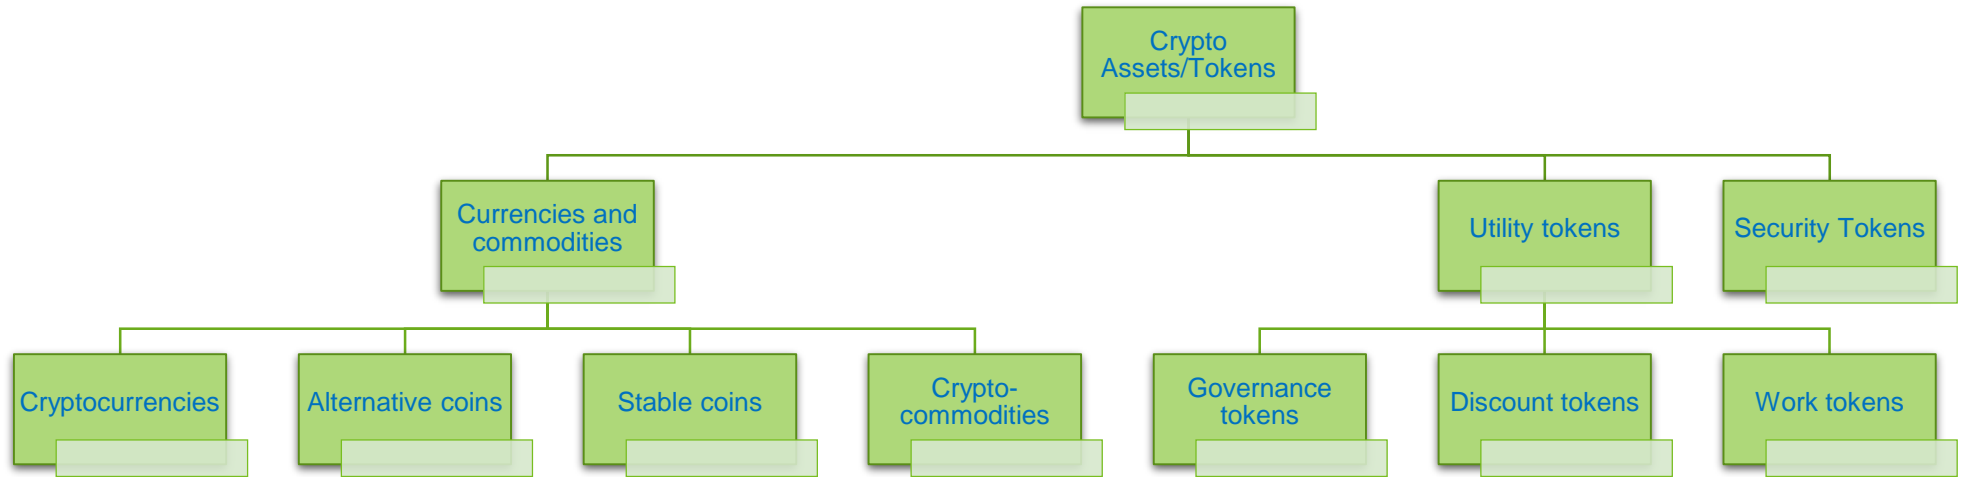 Crypto
Assets/Tokens
Currencies and
commodities
Utility tokens
Security Tokens
Cryptocurrencies
Alternative coins
Stable coins
Crypto-
commodities
Governance
tokens
Discount tokens
Work tokens